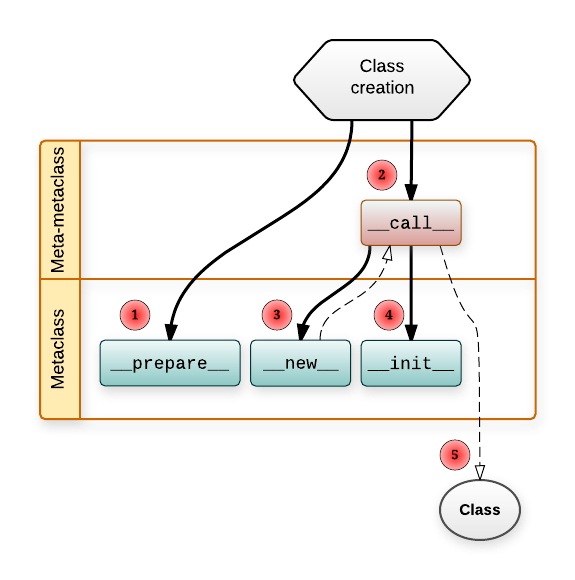 Class
creation
Meta-metaclass
2
__call__
Metaclass
1
3
4
__prepare__
__new__
__init__
5
Class